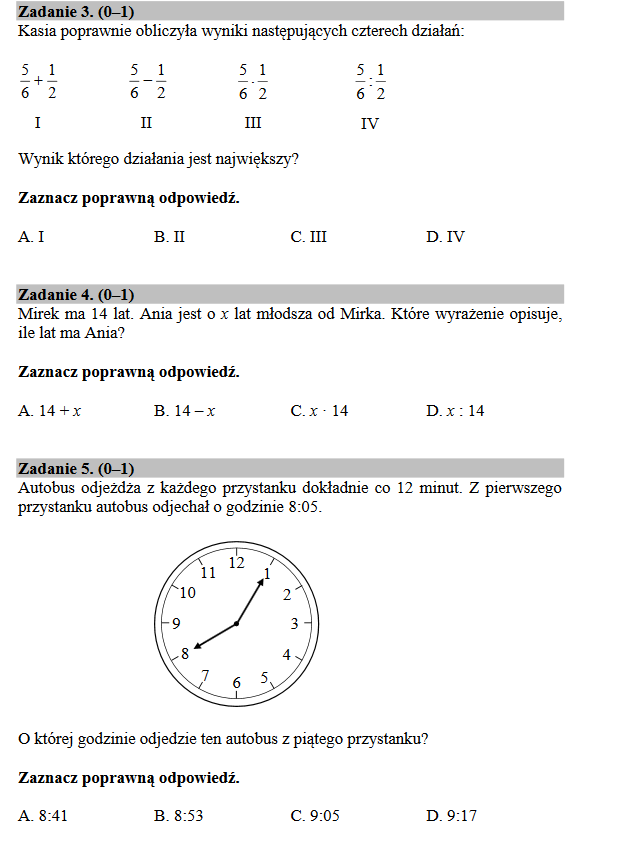 Zadanie 3. (0–1)
Kasia poprawnie obliczyła wyniki następujących czterech działań:
5/6 + 1/2    5/6 − 1/2    5/6 · 1/2    5/6 : 1/2
I    II    III    IV
Wynik którego działania jest największy?
Zaznacz poprawną odpowiedź.
A. I    B. II    C. III    D. IV
Zadanie 4. (0–1)
Mirek ma 14 lat. Ania jest o x lat młodsza od Mirka. Które wyrażenie opisuje,
ile lat ma Ania?
Zaznacz poprawną odpowiedź.
A. 14 + x    B. 14 – x    C. x · 14    D. x : 14
Zadanie 5. (0–1)
Autobus odjeżdża z każdego przystanku dokładnie co 12 minut. Z pierwszego
przystanku autobus odjechał o godzinie 8:05.
12
11    1
10    2
9    3
8    4
7    6    5
O której godzinie odjedzie ten autobus z piątego przystanku?
Zaznacz poprawną odpowiedź.
A. 8:41    B. 8:53    C. 9:05    D. 9:17